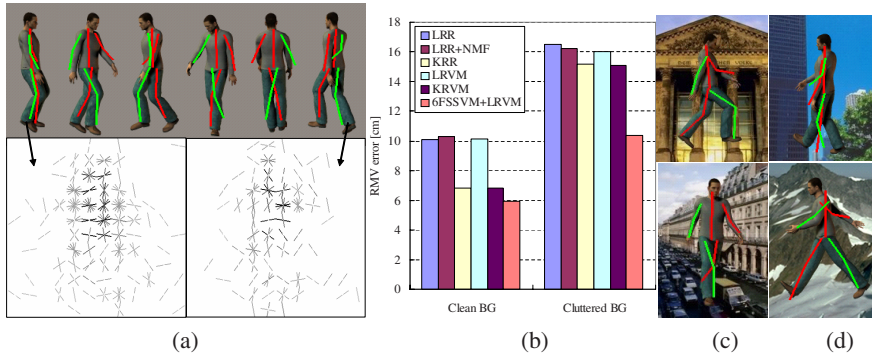 18
16
14
12
10
8
6
4
2
0
RMV error [cm]
LRR
LRR+NMF
KRR
LRVM
KRVM
6FSSVM+LRVM
Clean BG
Cluttered BG
(a)
(b)
(c)
(d)